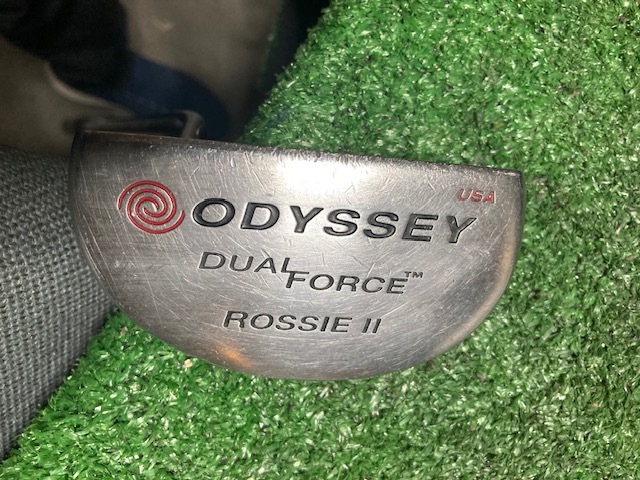 USA
ODYSSEY
DUAL FORCE™
ROSSIE II